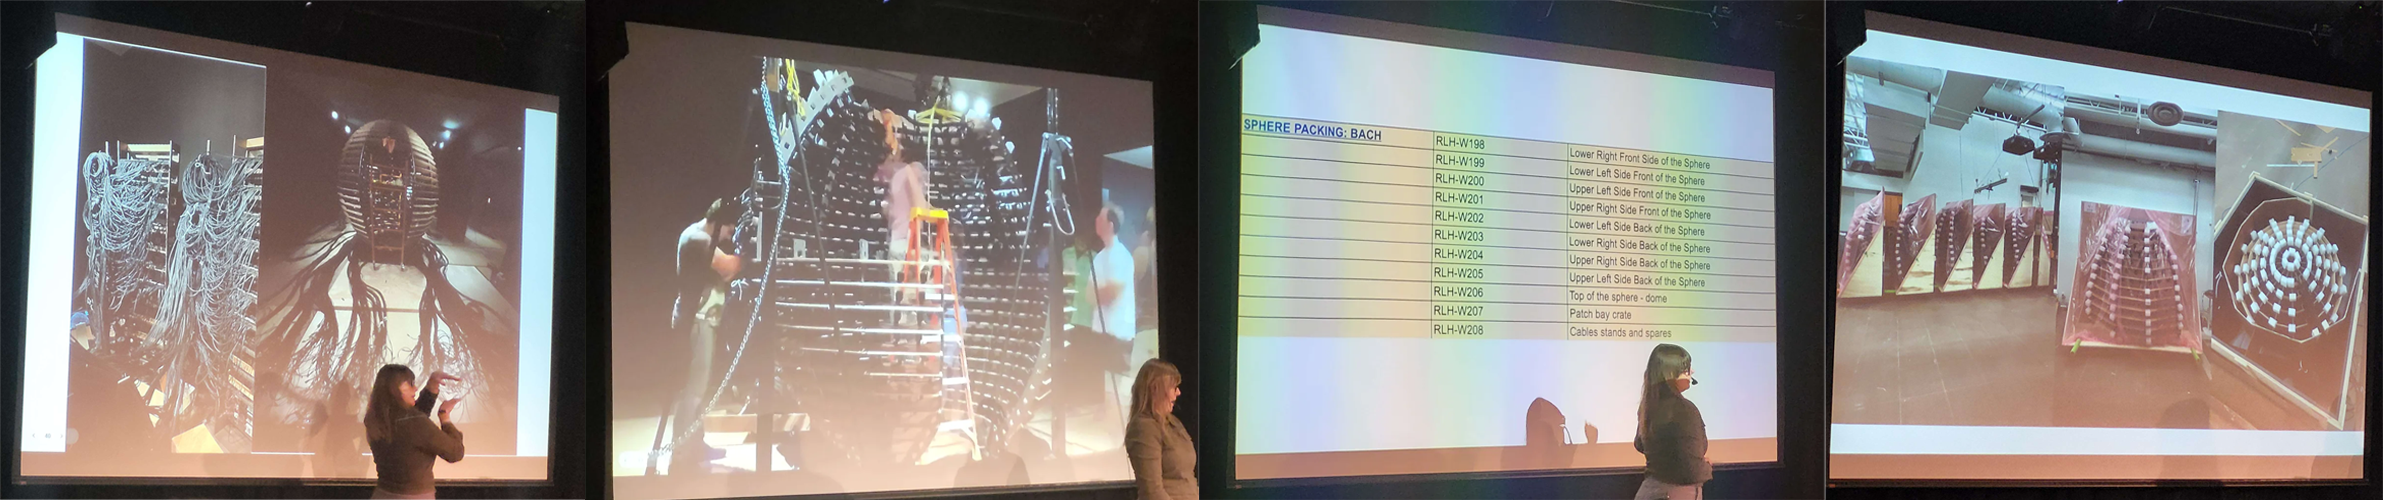 SPHERE PACKING: BACH
RLH-W198 Lower Right Front Side of the Sphere
RLH-W199 Lower Left Side Front of the Sphere
RLH-W200 Upper Left Side Front of the Sphere
RLH-W201 Upper Right Side Front of the Sphere
RLH-W202 Lower Left Side Back of the Sphere
RLH-W203 Lower Right Side Back of the Sphere
RLH-W204 Upper Right Side Back of the Sphere
RLH-W205 Upper Left Side Back of the Sphere
RLH-W206 Top of the sphere - dome
RLH-W207 Patch bay crate
RLH-W208 Cables stands and spares